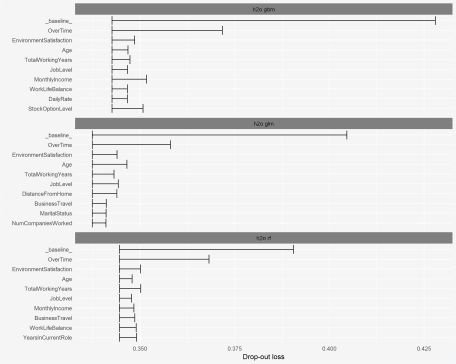 h2o gbm
_baseline_
OverTime
EnvironmentSatisfaction
Age
TotalWorkingYears
JobLevel
MonthlyIncome
WorkLifeBalance
DailyRate
StockOptionLevel
h2o glm
_baseline_
OverTime
EnvironmentSatisfaction
Age
TotalWorkingYears
JobLevel
DistanceFromHome
BusinessTravel
MaritalStatus
NumCompaniesWorked
h2o rf
_baseline_
OverTime
EnvironmentSatisfaction
Age
TotalWorkingYears
JobLevel
MonthlyIncome
BusinessTravel
WorkLifeBalance
YearsInCurrentRole
0.350 0.375 0.400 0.425
Drop-out loss